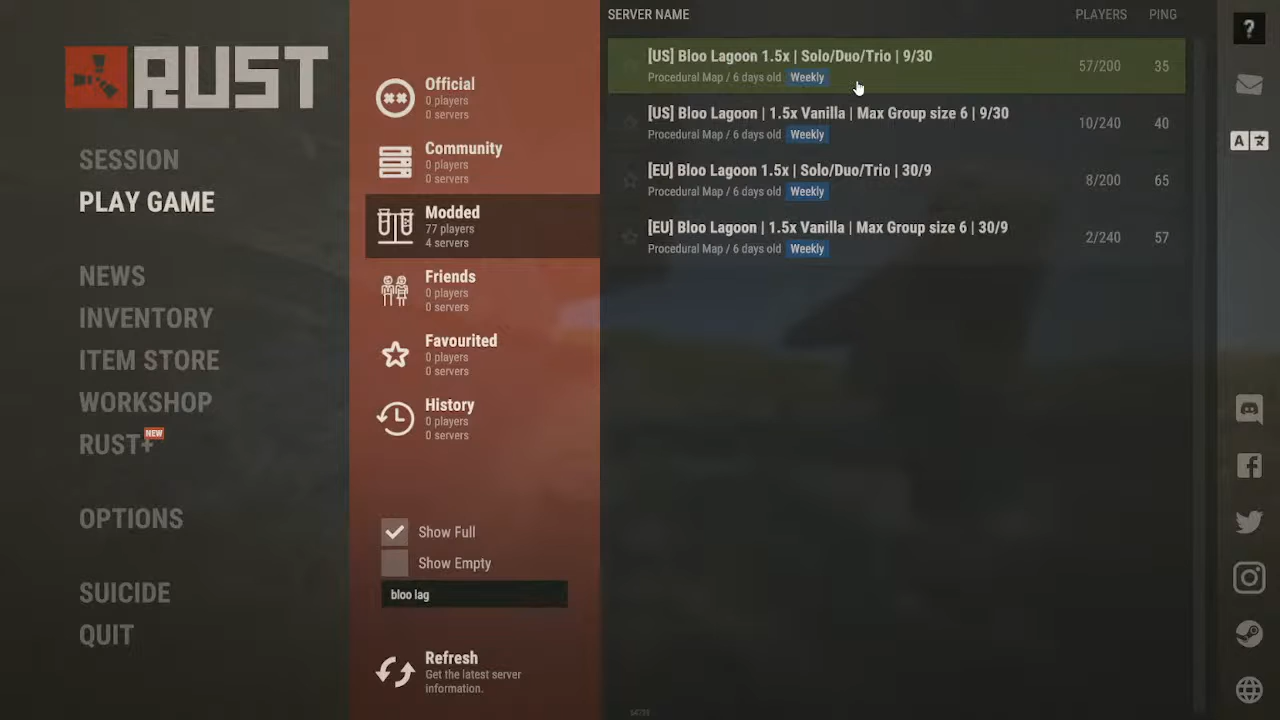 RUST
SESSION
PLAY GAME
NEWS
INVENTORY
ITEM STORE
WORKSHOP
RUST+
NEW
OPTIONS
SUICIDE
QUIT
Official
0 players
0 servers
Community
0 players
0 servers
Modded
77 players
4 servers
Friends
0 players
0 servers
Favourited
0 players
0 servers
History
0 players
0 servers
Show Full
Show Empty
bloo lag
Refresh
Get the latest server
information.
SERVER NAME PLAYERS PING
[US] Bloo Lagoon 1.5x | Solo/Duo/Trio | 9/30
Procedural Map / 6 days old Weekly
57/200 35
[US] Bloo Lagoon | 1.5x Vanilla | Max Group size 6 | 9/30
Procedural Map / 6 days old Weekly
10/240 40
[EU] Bloo Lagoon 1.5x | Solo/Duo/Trio | 30/9
Procedural Map / 6 days old Weekly
8/200 65
[EU] Bloo Lagoon | 1.5x Vanilla | Max Group size 6 | 30/9
Procedural Map / 6 days old Weekly
2/240 57
?
A